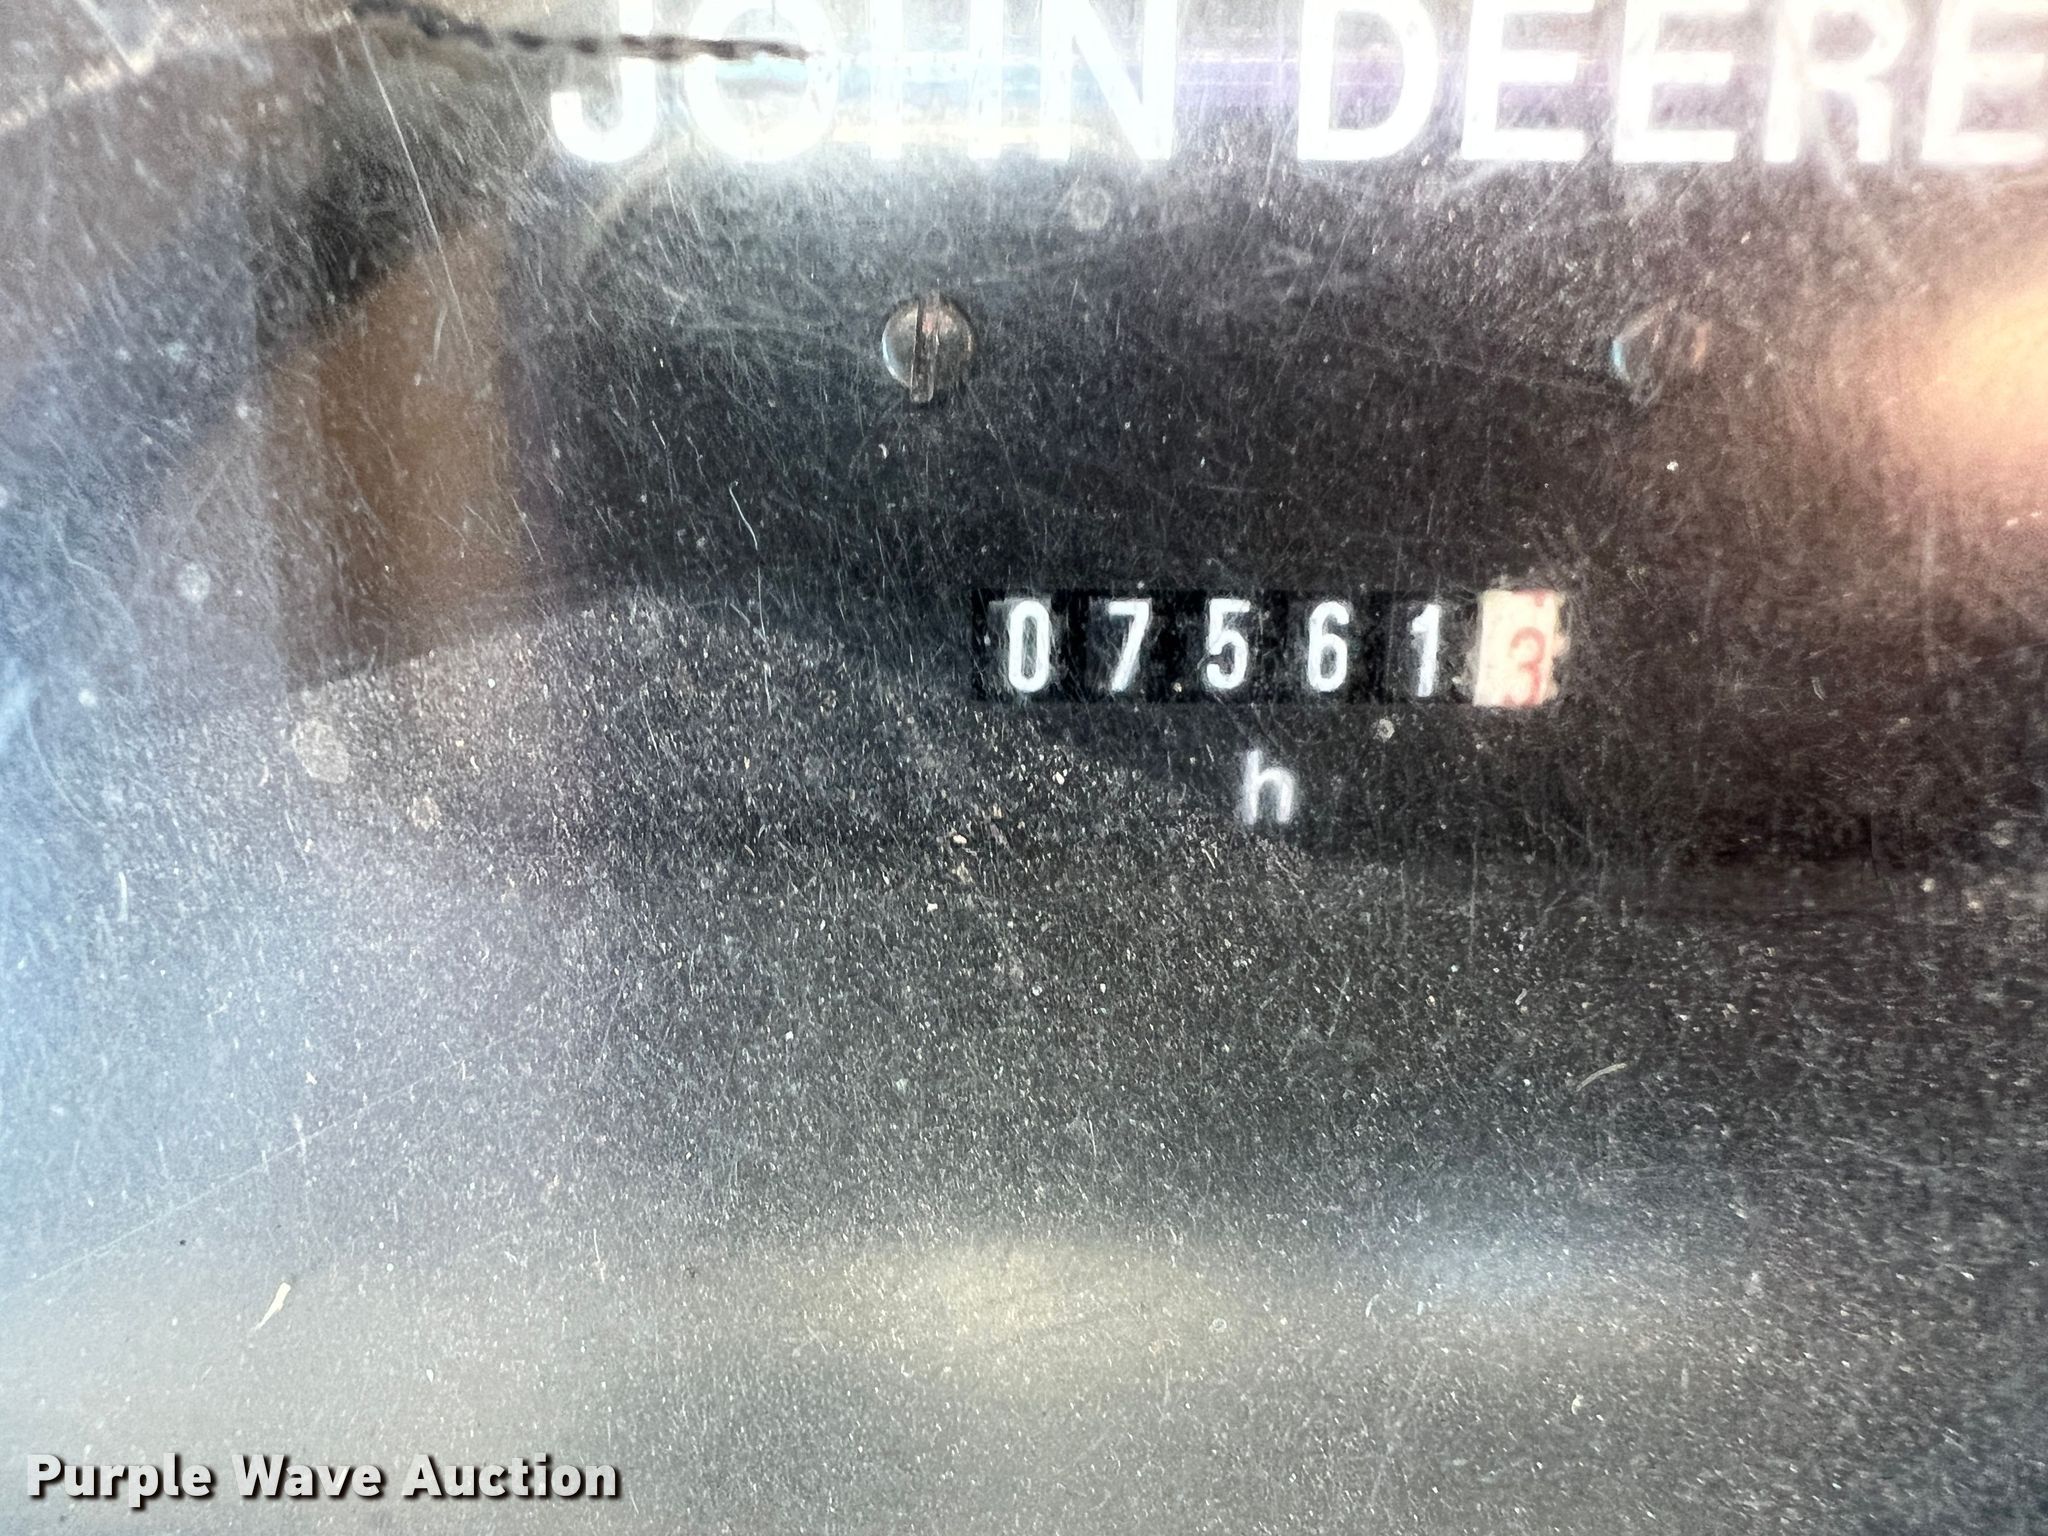 JOHN DEERE
075613
h
Purple Wave Auction